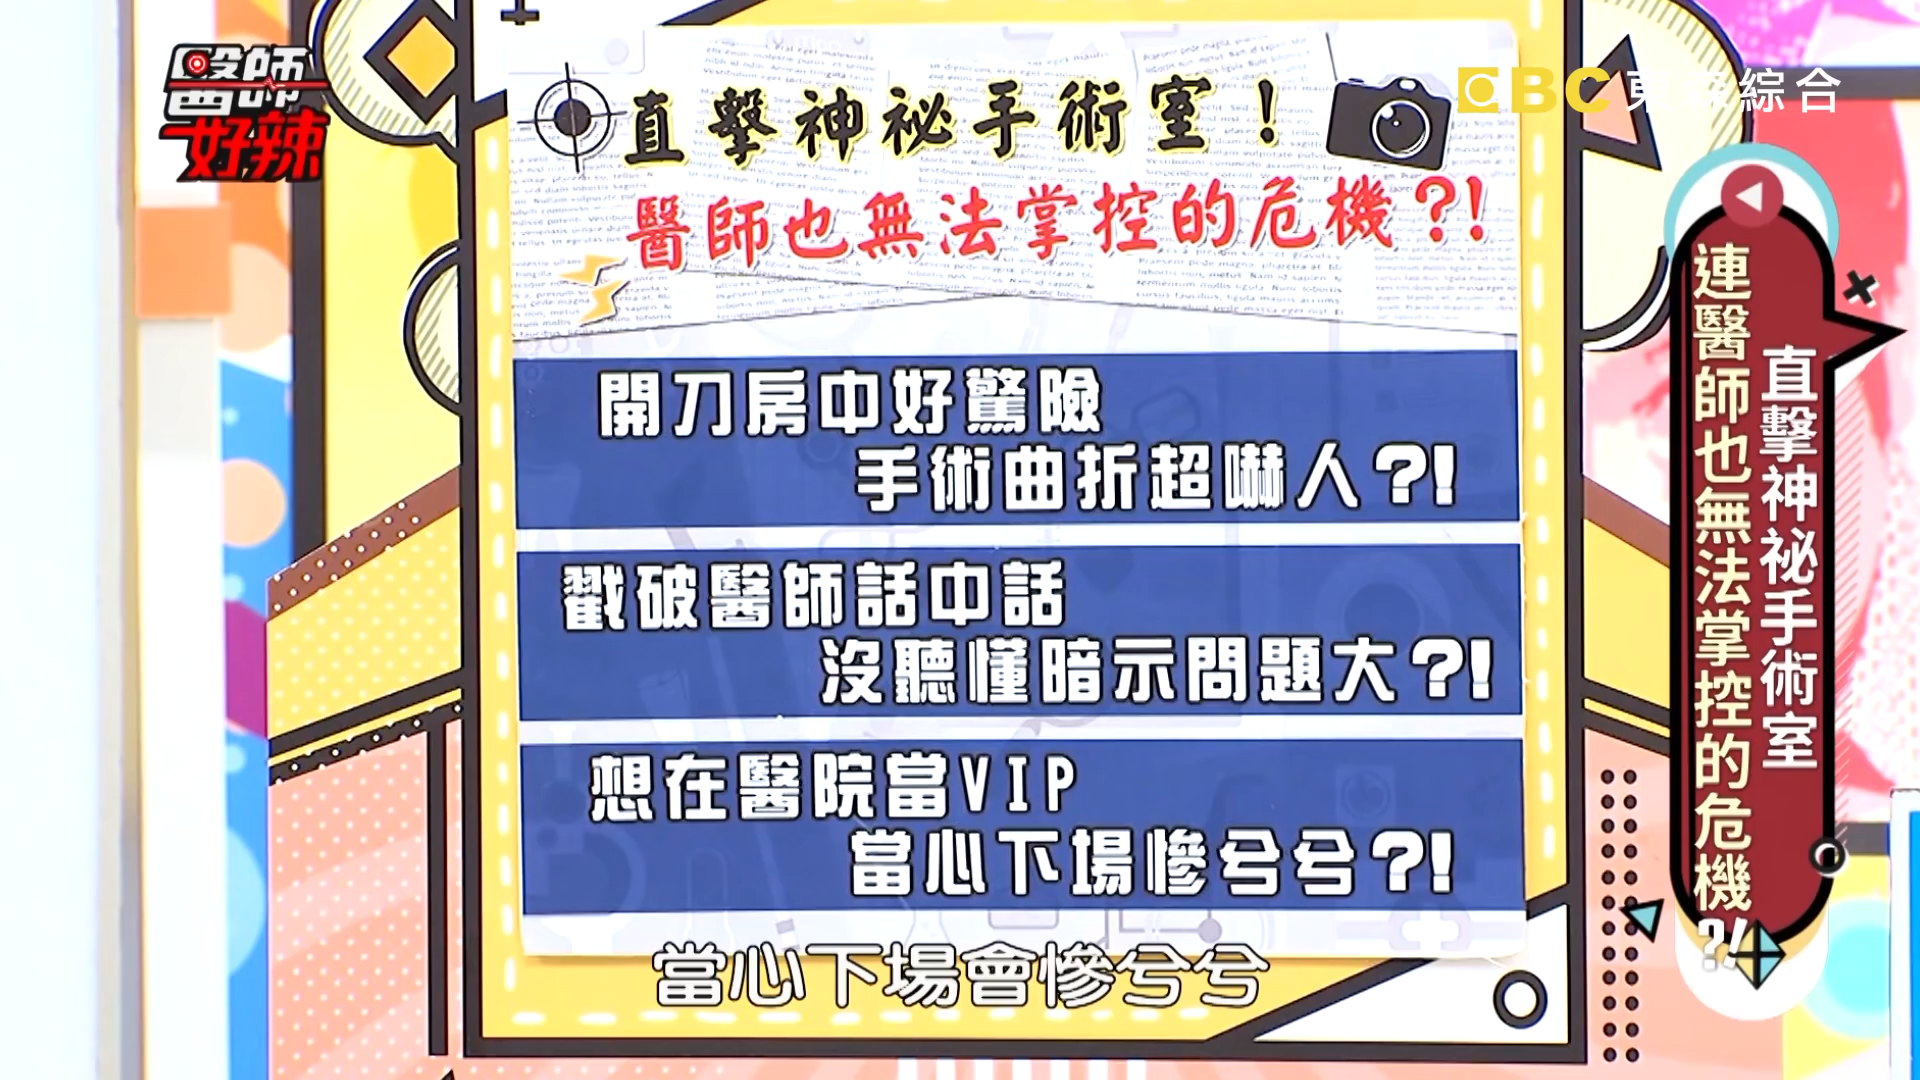 醫師
好辣
EBC 東森綜合
直擊神祕手術室！
醫師也無法掌控的危機?!
開刀房中好驚險
手術曲折超嚇人?!
戳破醫師話中話
沒聽懂暗示問題大?!
想在醫院當VIP
當心下場慘兮兮?!
當心下場會慘兮兮
直擊神祕手術室
連醫師也無法掌控的危機?!